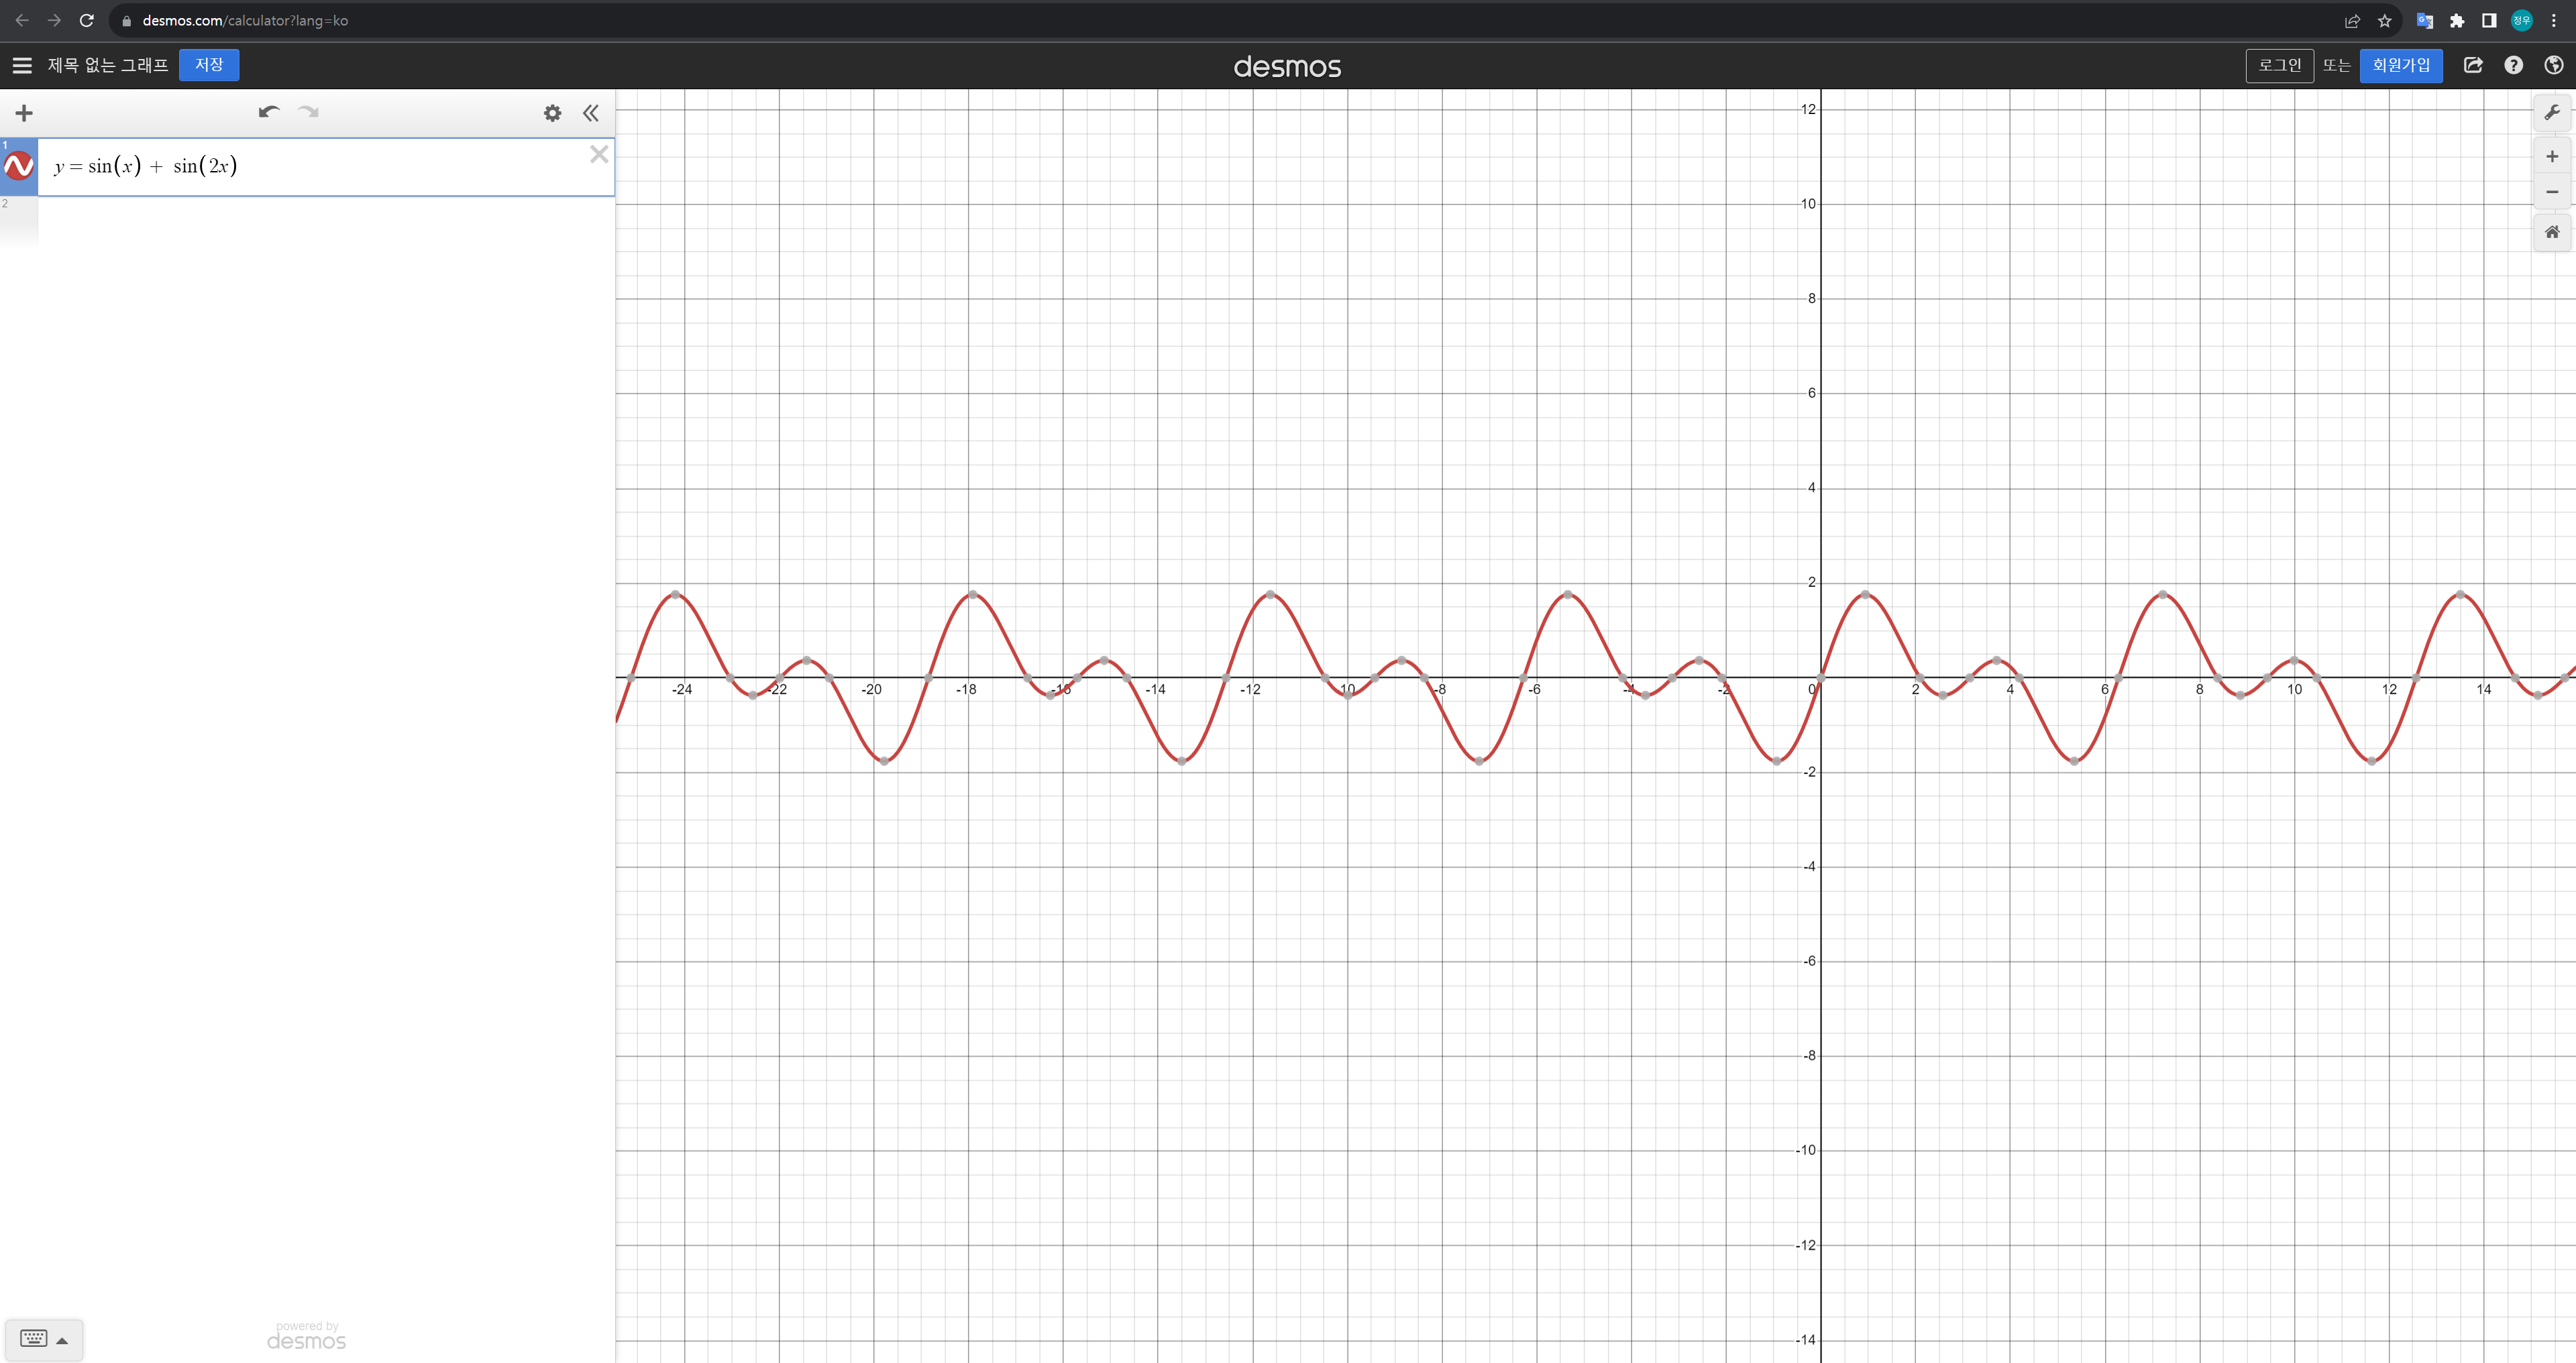 desmos.com/calculator?lang=ko
정우
제목 없는 그래프
저장
desmos
로그인 또는 회원가입
1
y = sin(x) + sin(2x)
2
12
10
8
6
4
2
-24 -22 -20 -18 -16 -14 -12 -10 -8 -6 -4 -2 0 2 4 6 8 10 12 14
-2
-4
-6
-8
-10
-12
-14
powered by
desmos